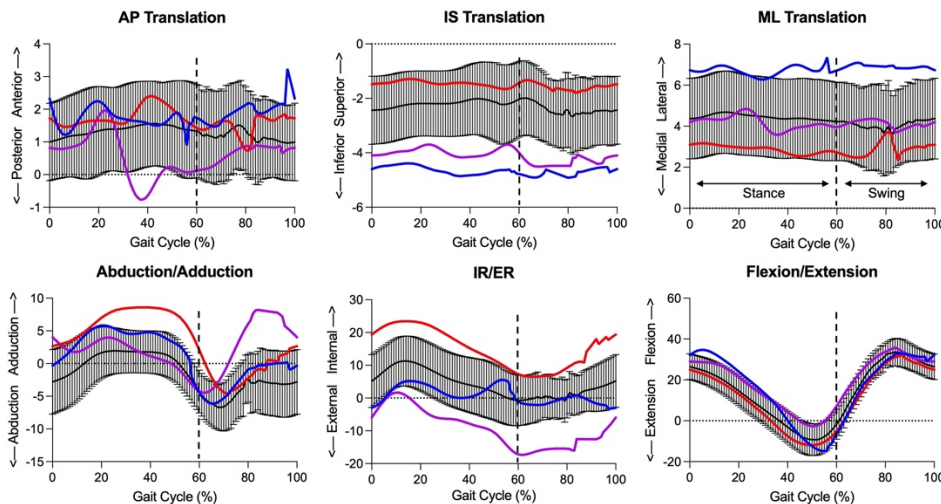 AP Translation
<— Posterior Anterior —>
4
3
2
1
0
-1
0 20 40 60 80 100
Gait Cycle (%)
IS Translation
<— Inferior Superior —>
0
-2
-4
-6
0 20 40 60 80 100
Gait Cycle (%)
ML Translation
<— Medial Lateral —>
8
6
4
2
0
Stance Swing
0 20 40 60 80 100
Gait Cycle (%)
Abduction/Adduction
<— Abduction Adduction —>
10
5
0
-5
-10
-15
0 20 40 60 80 100
Gait Cycle (%)
IR/ER
<— External Internal —>
30
20
10
0
-10
-20
0 20 40 60 80 100
Gait Cycle (%)
Flexion/Extension
<— Extension Flexion —>
60
40
20
0
-20
0 20 40 60 80 100
Gait Cycle (%)